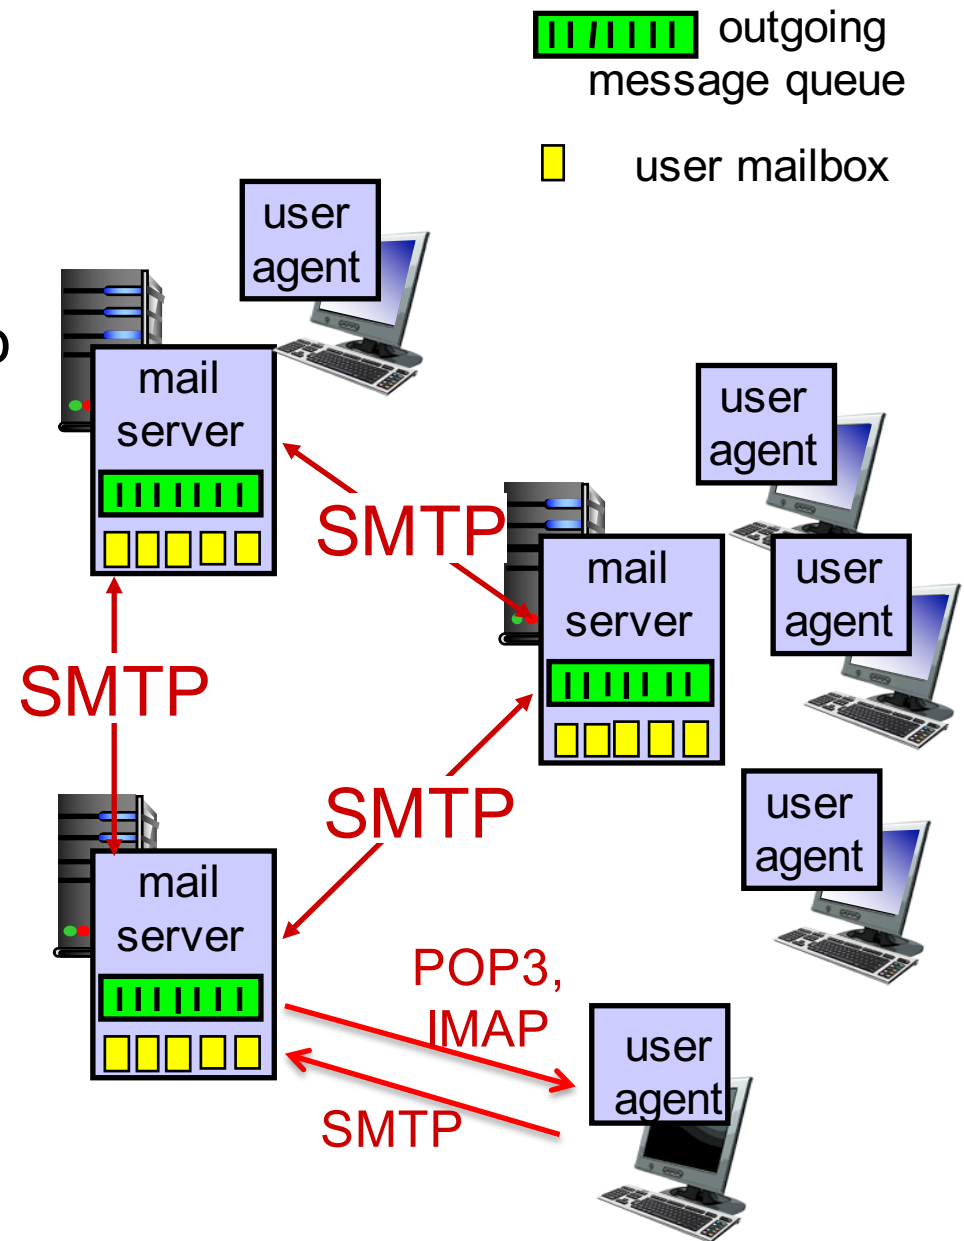 outgoing
message queue
user mailbox
user
agent
o
mail
server
user
agent
SMTP
mail
server
user
agent
SMTP
SMTP
user
agent
mail
server
POP3,
IMAP
user
agent
SMTP